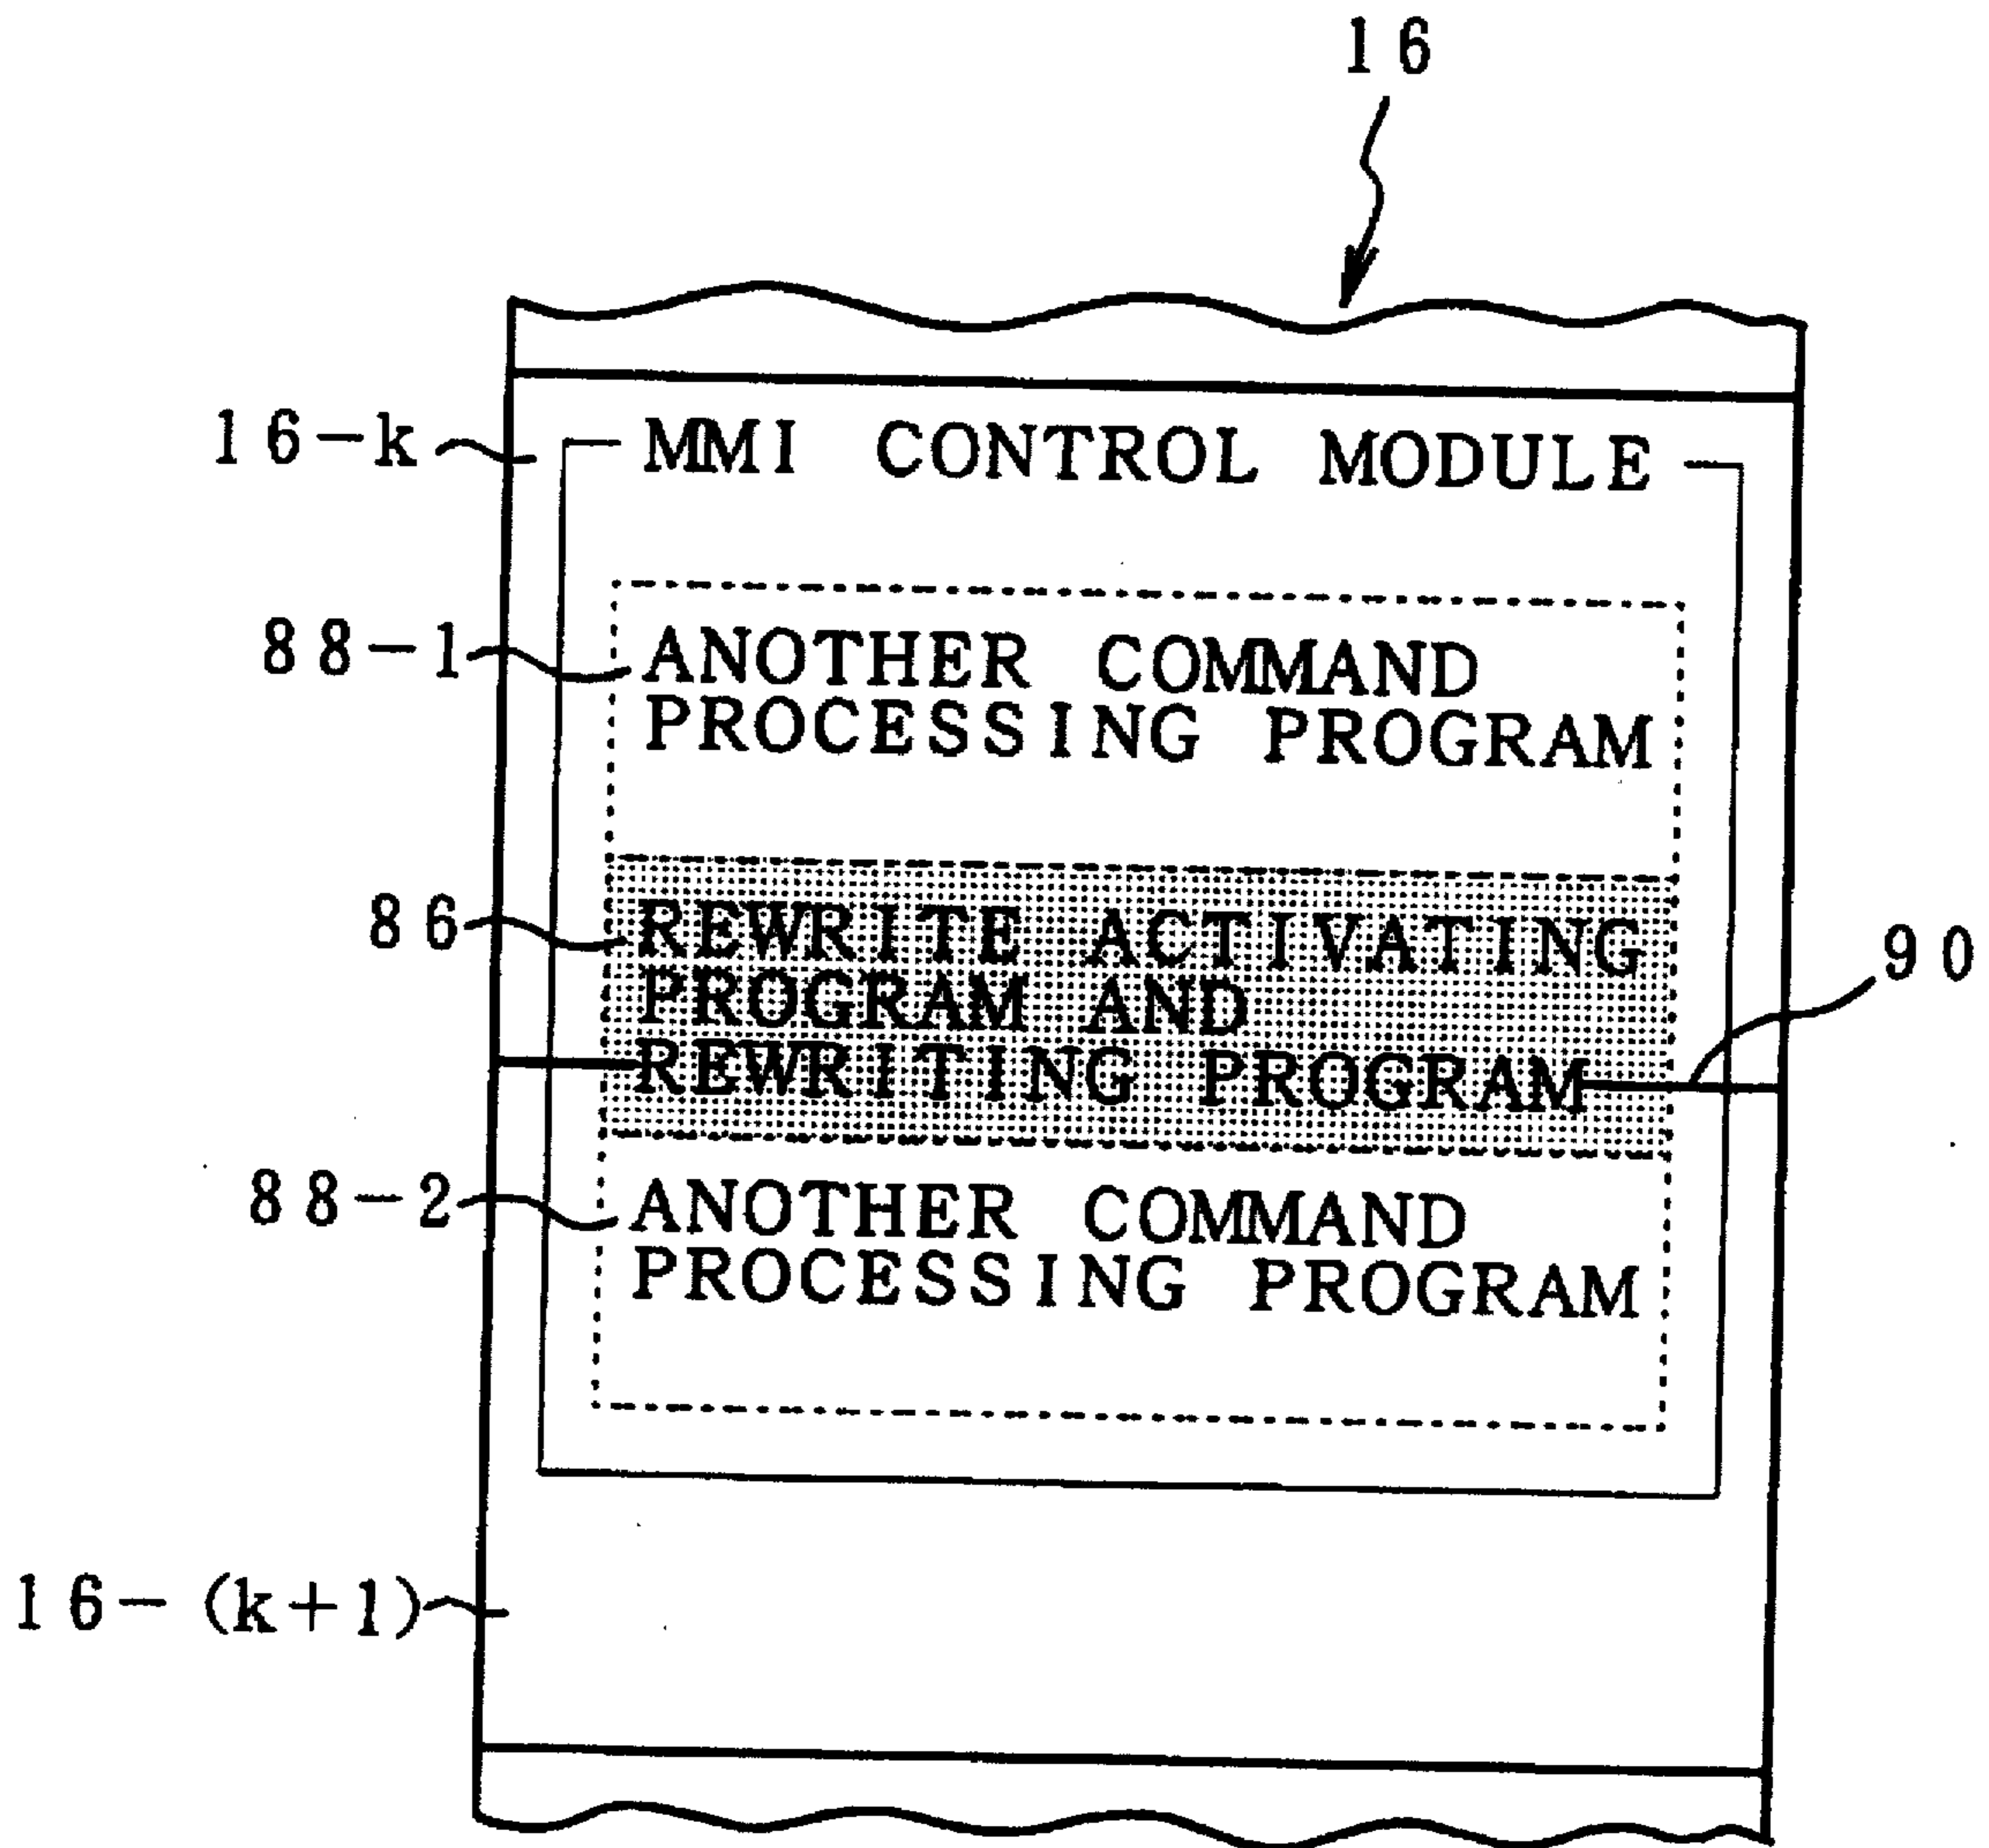 16
16-k
MMI CONTROL MODULE
88-1
ANOTHER COMMAND
PROCESSING PROGRAM
86
REWRITE ACTIVATING
PROGRAM AND
REWRITING PROGRAM
90
88-2
ANOTHER COMMAND
PROCESSING PROGRAM
16-(k+1)